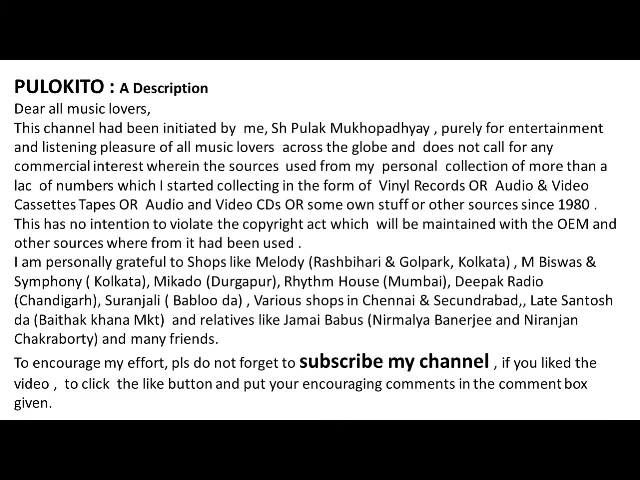 PULOKITO : A Description
Dear all music lovers,
This channel had been initiated by me, Sh Pulak Mukhopadhyay , purely for entertainment
and listening pleasure of all music lovers across the globe and does not call for any
commercial interest wherein the sources used from my personal collection of more than a
lac of numbers which I started collecting in the form of Vinyl Records OR Audio & Video
Cassettes Tapes OR Audio and Video CDs OR some own stuff or other sources since 1980 .
This has no intention to violate the copyright act which will be maintained with the OEM and
other sources where from it had been used .
I am personally grateful to Shops like Melody (Rashbihari & Golpark, Kolkata) , M Biswas &
Symphony ( Kolkata), Mikado (Durgapur), Rhythm House (Mumbai), Deepak Radio
(Chandigarh), Suranjali ( Babloo da) , Various shops in Chennai & Secundrabad,, Late Santosh
da (Baithak khana Mkt) and relatives like Jamai Babus (Nirmalya Banerjee and Niranjan
Chakraborty) and many friends.
To encourage my effort, pls do not forget to subscribe my channel , if you liked the
video , to click the like button and put your encouraging comments in the comment box
given.